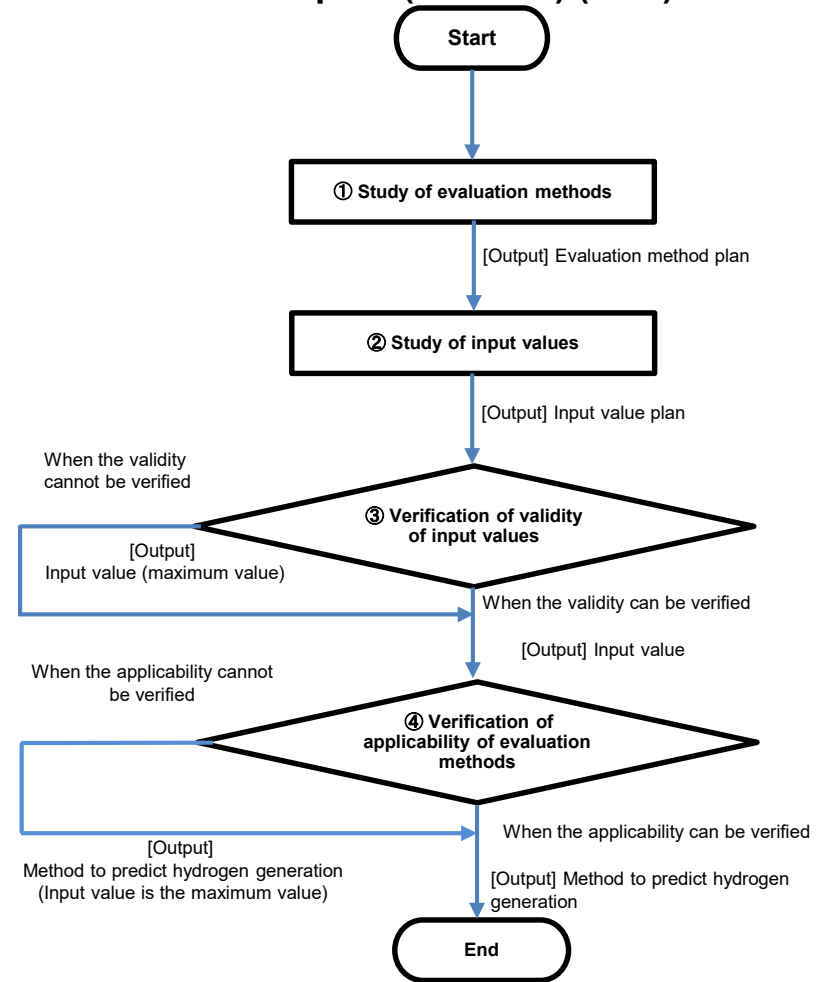 Start
① Study of evaluation methods
[Output] Evaluation method plan
② Study of input values
[Output] Input value plan
When the validity
cannot be verified
③ Verification of validity
of input values
[Output]
Input value (maximum value)
When the validity can be verified
[Output] Input value
When the applicability cannot
be verified
④ Verification of
applicability of evaluation
methods
When the applicability can be verified
[Output]
Method to predict hydrogen generation
(Input value is the maximum value)
[Output] Method to predict hydrogen
generation
End